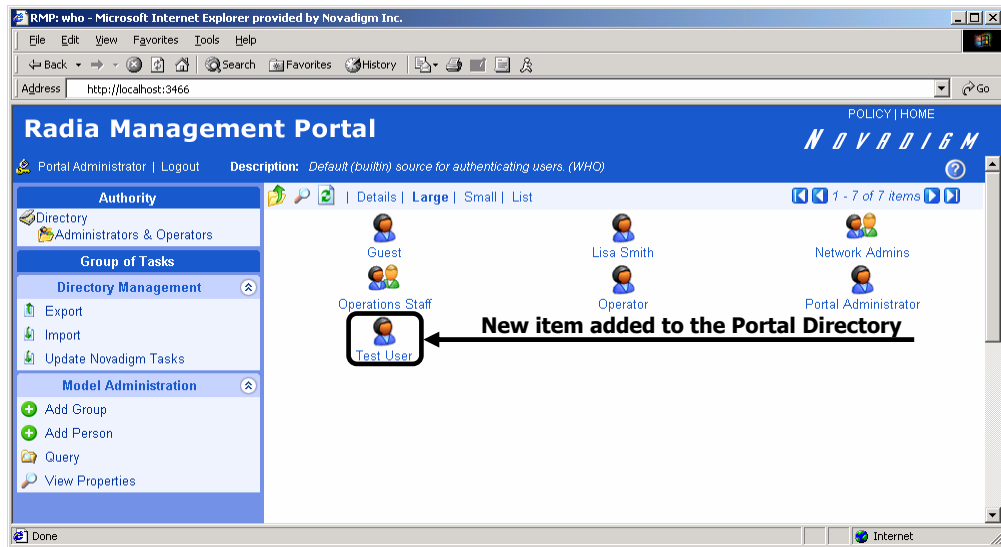 RMP: who - Microsoft Internet Explorer provided by Novadigm Inc.
File Edit View Favorites Tools Help
Back Search Favorites History
Address http://localhost:3466 Go
Radia Management Portal
POLICY | HOME
NOVADIGM
Portal Administrator | Logout Description: Default (builtin) source for authenticating users. (WHO)
Authority
Directory
Administrators & Operators
Group of Tasks
Directory Management
Export
Import
Update Novadigm Tasks
Model Administration
Add Group
Add Person
Query
View Properties
| Details | Large | Small | List
1 - 7 of 7 items
Guest Lisa Smith Network Admins
Operations Staff Operator Portal Administrator
Test User
New item added to the Portal Directory
Done Internet